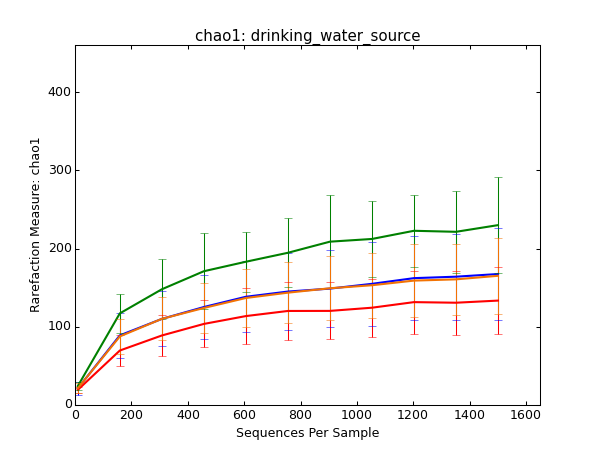 chao1: drinking_water_source
400
300
200
100
0
0 200 400 600 800 1000 1200 1400 1600
Rarefaction Measure: chao1
Sequences Per Sample